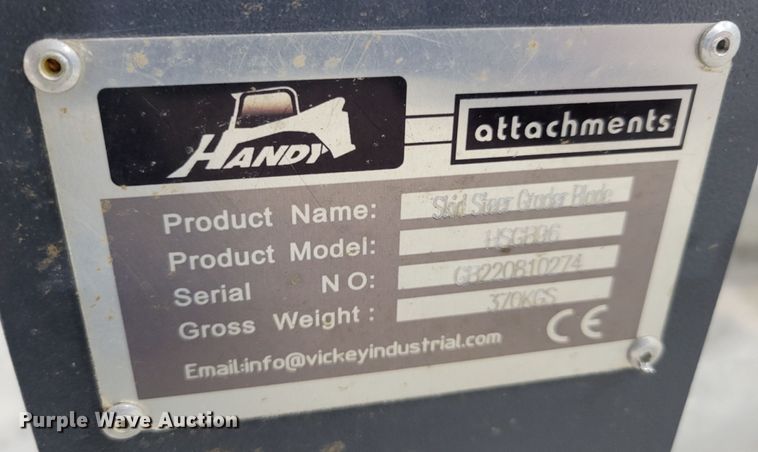 HANDY
attachments
Product Name: Skid Steer Grader Blade
Product Model: HSGB96
Serial NO: GB220810274
Gross Weight: 370KGS
Email:info@vickeyindustrial.com
CE
Purple Wave Auction